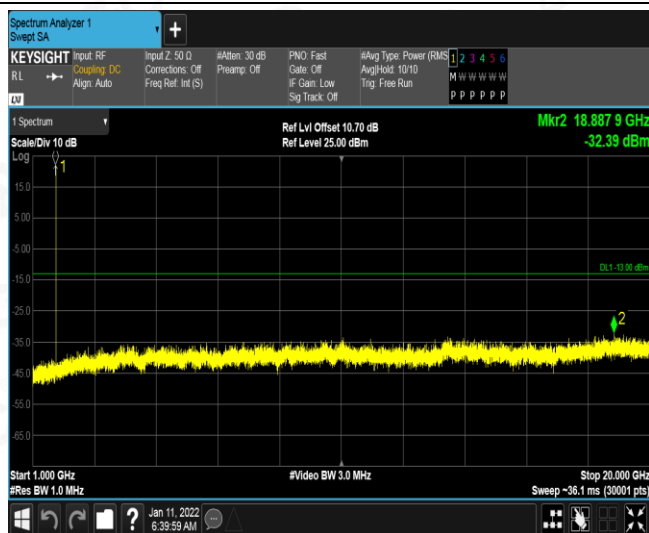 Spectrum Analyzer 1
Swept SA
KEYSIGHT
R L
LXI
Input: RF
Coupling: DC
Align: Auto
Input Z: 50 Ω
Corrections: Off
Freq Ref: Int (S)
#Atten: 30 dB
Preamp: Off
PNO: Fast
Gate: Off
IF Gain: Low
Sig Track: Off
#Avg Type: Power (RMS
Avg|Hold: 10/10
Trig: Free Run
1 2 3 4 5 6
M W W W W W
P P P P P P
1 Spectrum
Scale/Div 10 dB
Log
Ref Lvl Offset 10.70 dB
Ref Level 25.00 dBm
Mkr2 18.887 9 GHz
-32.39 dBm
1
15.0
5.00
-5.00
DL1 -13.00 dBm
-15.0
-25.0
2
-35.0
-45.0
-55.0
-65.0
Start 1.000 GHz
#Res BW 1.0 MHz
#Video BW 3.0 MHz
Stop 20.000 GHz
Sweep ~36.1 ms (30001 pts)
?
Jan 11, 2022
6:39:59 AM